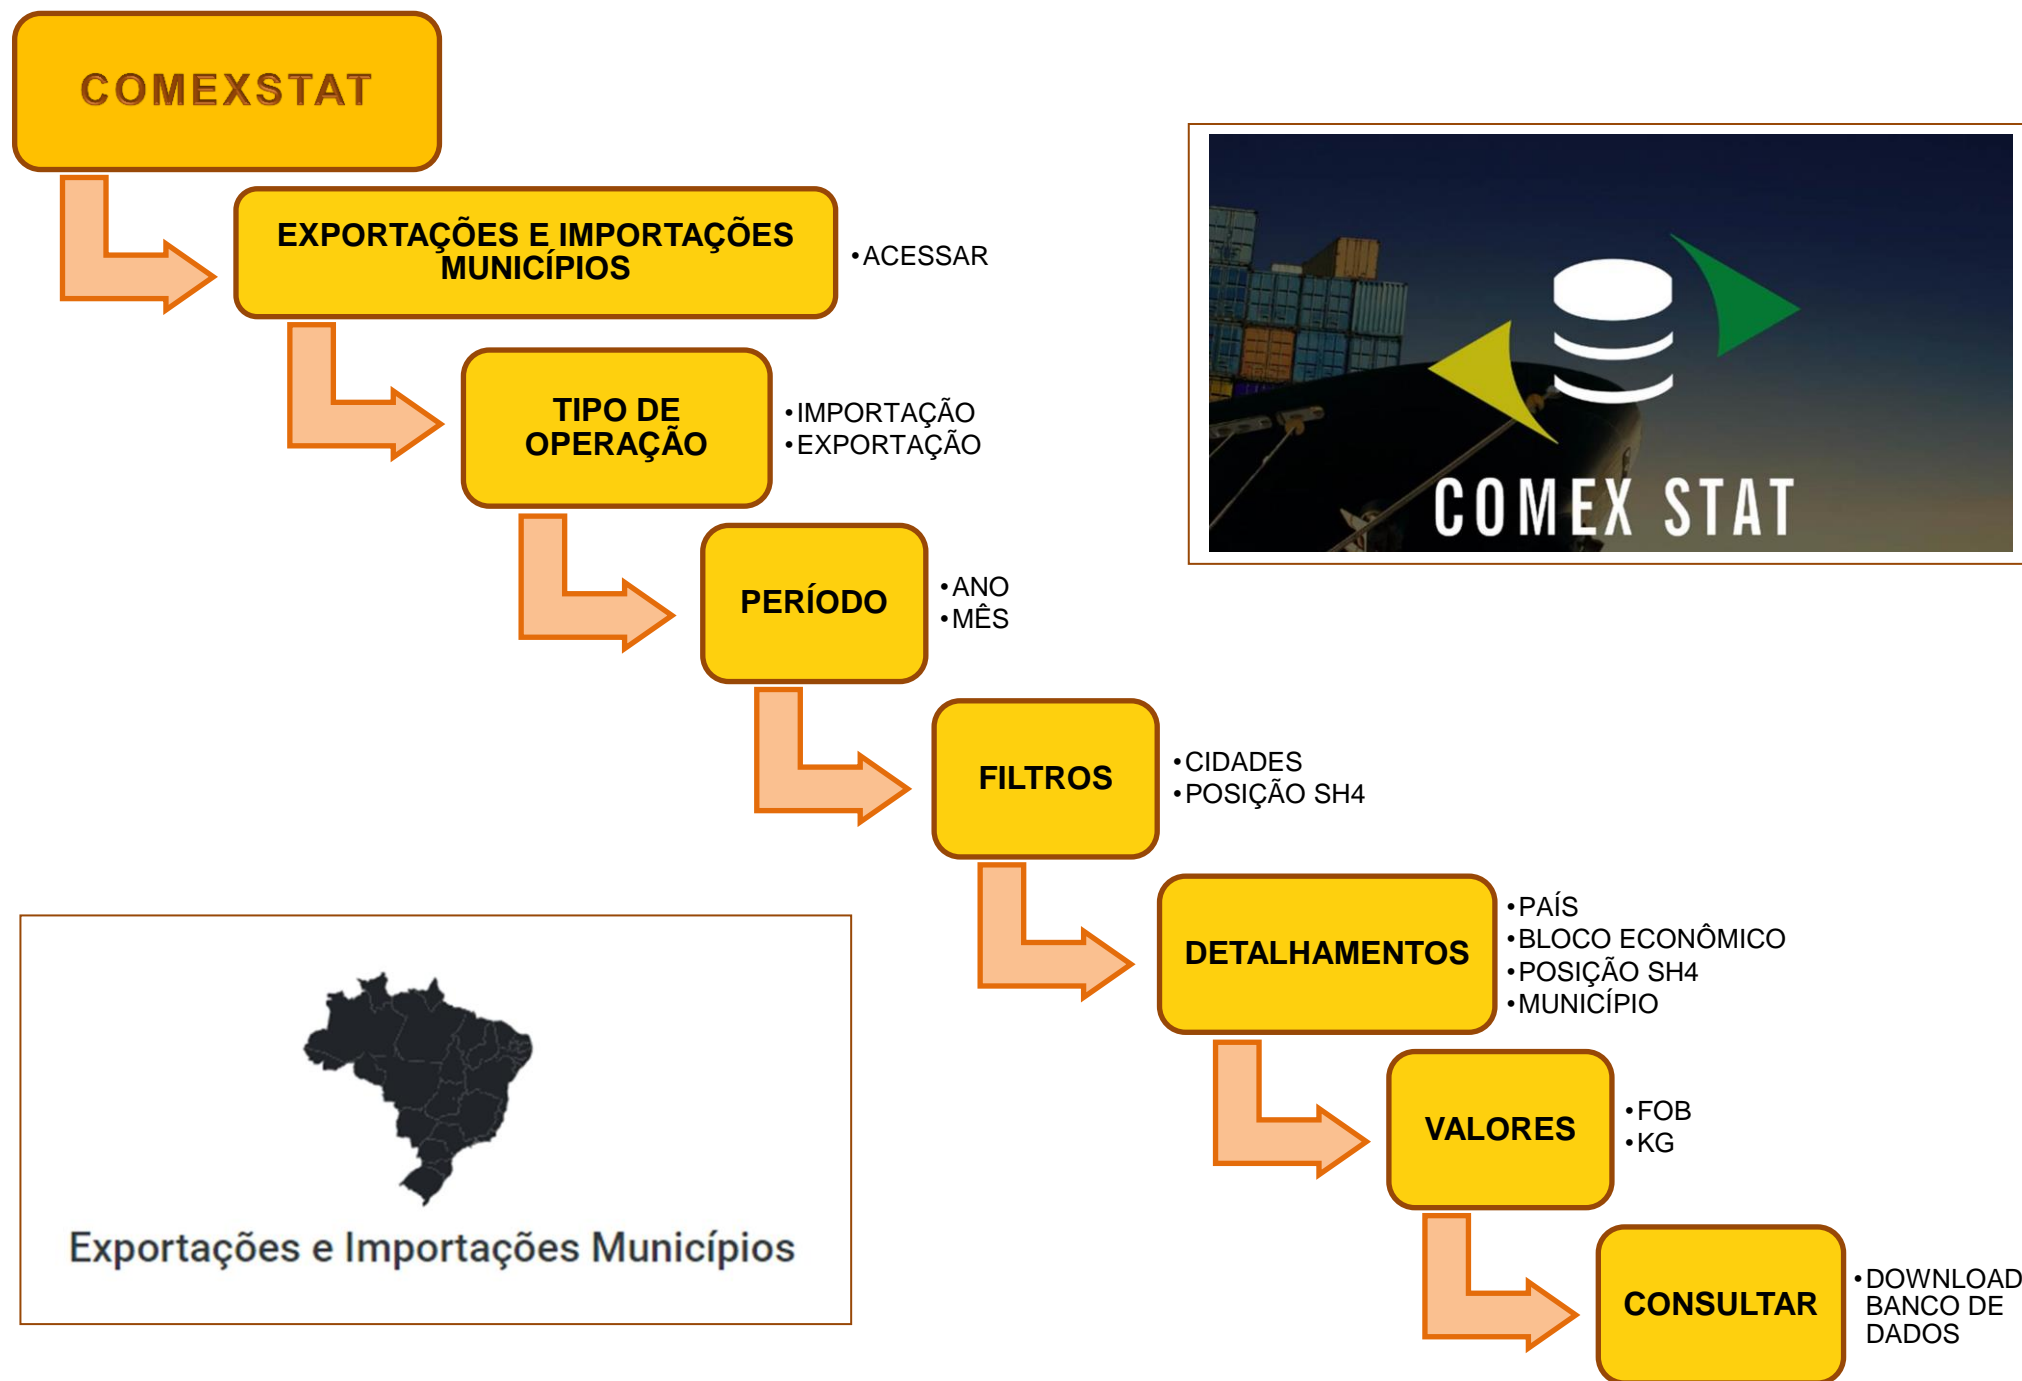 COMEXSTAT
EXPORTAÇÕES E IMPORTAÇÕES
MUNICÍPIOS
•ACESSAR
TIPO DE
OPERAÇÃO
•IMPORTAÇÃO
•EXPORTAÇÃO
PERÍODO
•ANO
•MÊS
FILTROS
•CIDADES
•POSIÇÃO SH4
DETALHAMENTOS
•PAÍS
•BLOCO ECONÔMICO
•POSIÇÃO SH4
•MUNICÍPIO
VALORES
•FOB
•KG
CONSULTAR
•DOWNLOAD
BANCO DE
DADOS
COMEX STAT
Exportações e Importações Municípios